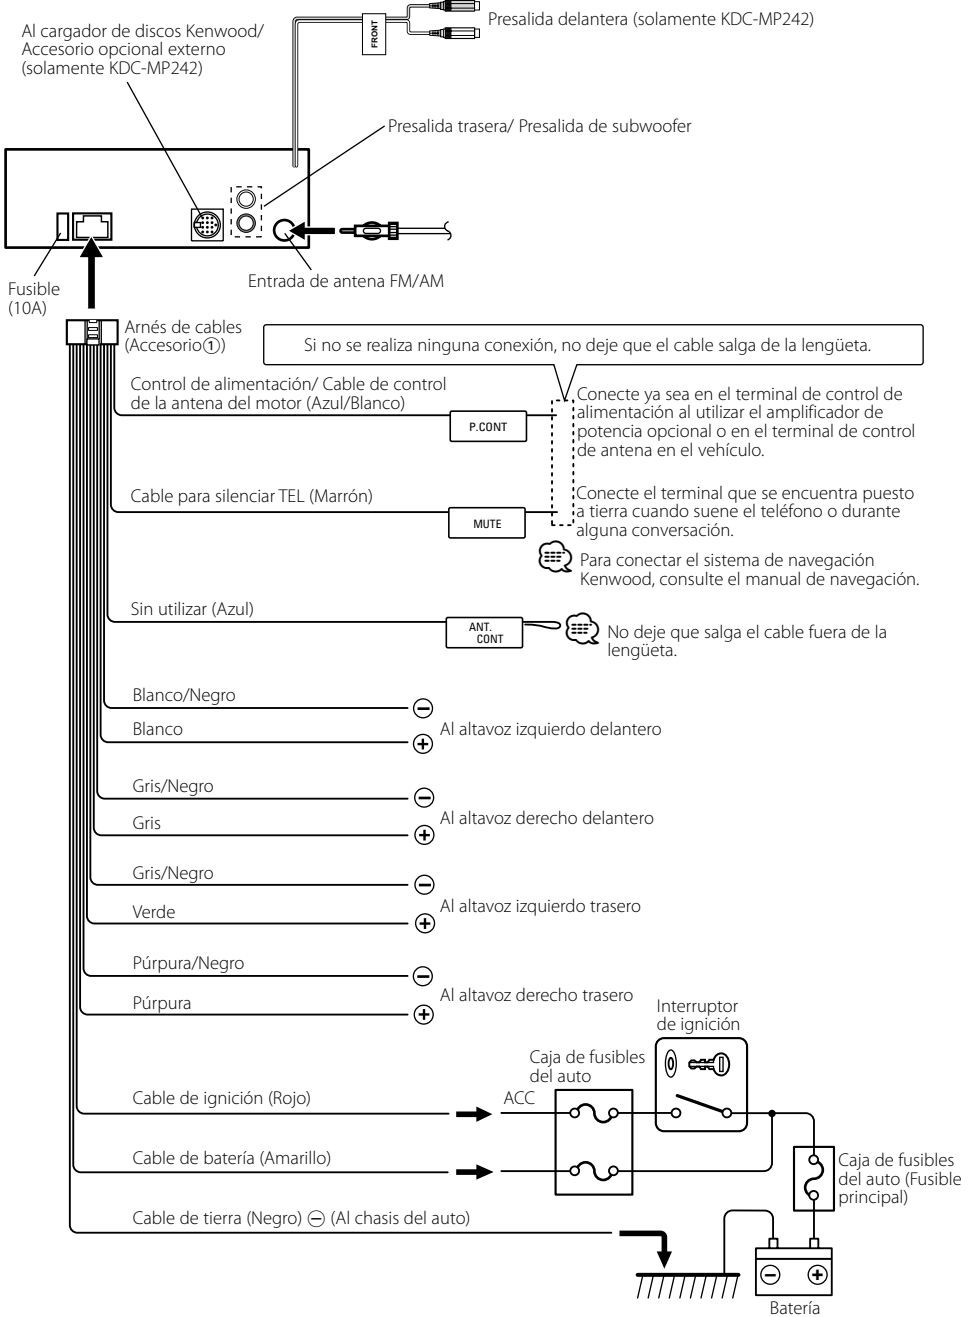 Presalida delantera (solamente KDC-MP242)
FRONT
Al cargador de discos Kenwood/
Accesorio opcional externo
(solamente KDC-MP242)
Presalida trasera/ Presalida de subwoofer
Entrada de antena FM/AM
Fusible
(10A)
Arnés de cables
(Accesorio①)
Si no se realiza ninguna conexión, no deje que el cable salga de la lengüeta.
Control de alimentación/ Cable de control
de la antena del motor (Azul/Blanco)
P.CONT
Conecte ya sea en el terminal de control de
alimentación al utilizar el amplificador de
potencia opcional o en el terminal de control
de antena en el vehículo.
Cable para silenciar TEL (Marrón)
MUTE
Conecte el terminal que se encuentra puesto
a tierra cuando suene el teléfono o durante
alguna conversación.
Para conectar el sistema de navegación
Kenwood, consulte el manual de navegación.
Sin utilizar (Azul)
ANT.
CONT
No deje que salga el cable fuera de la
lengüeta.
Blanco/Negro
⊖
Blanco
⊕
Al altavoz izquierdo delantero
Gris/Negro
⊖
Gris
⊕
Al altavoz derecho delantero
Gris/Negro
⊖
Verde
⊕
Al altavoz izquierdo trasero
Púrpura/Negro
⊖
Púrpura
⊕
Al altavoz derecho trasero
Interruptor
de ignición
Caja de fusibles
del auto
Cable de ignición (Rojo)
ACC
Cable de batería (Amarillo)
Caja de fusibles
del auto (Fusible
principal)
Cable de tierra (Negro) ⊖ (Al chasis del auto)
⊖ ⊕
Batería